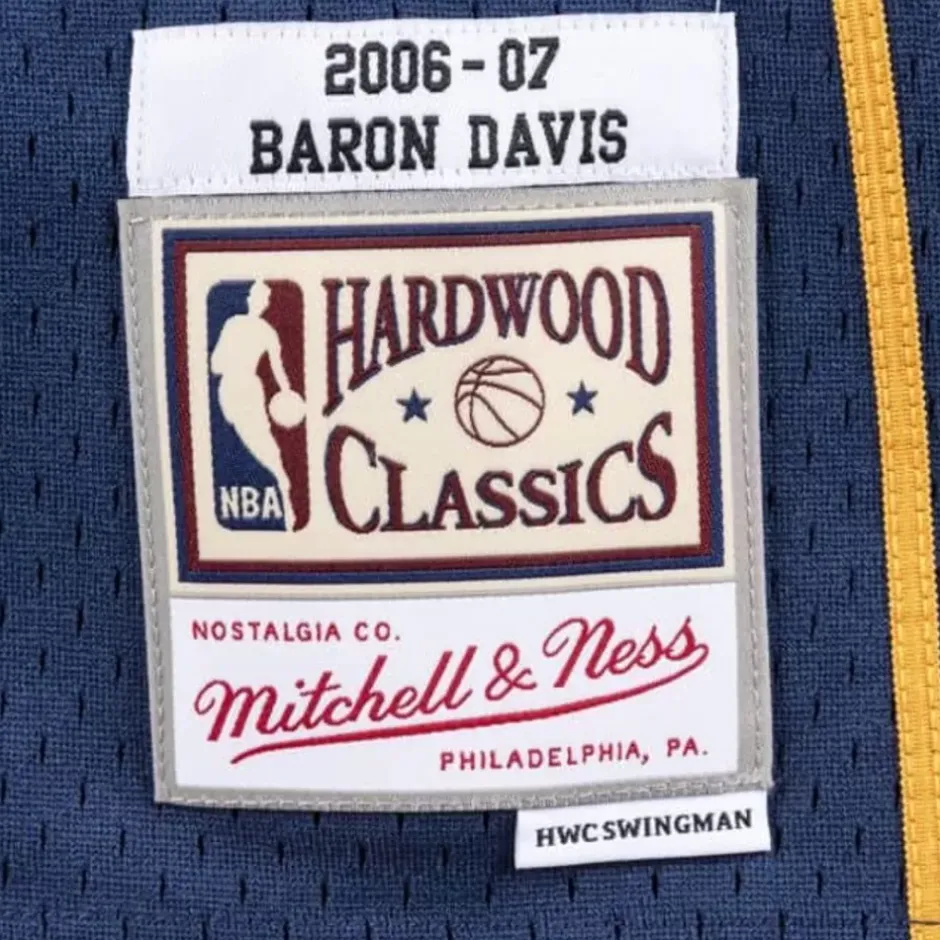 2006-07
BARON DAVIS
HARDWOOD
CLASSICS
NBA
NOSTALGIA CO.
Mitchell & Ness
PHILADELPHIA, PA.
HWC SWINGMAN